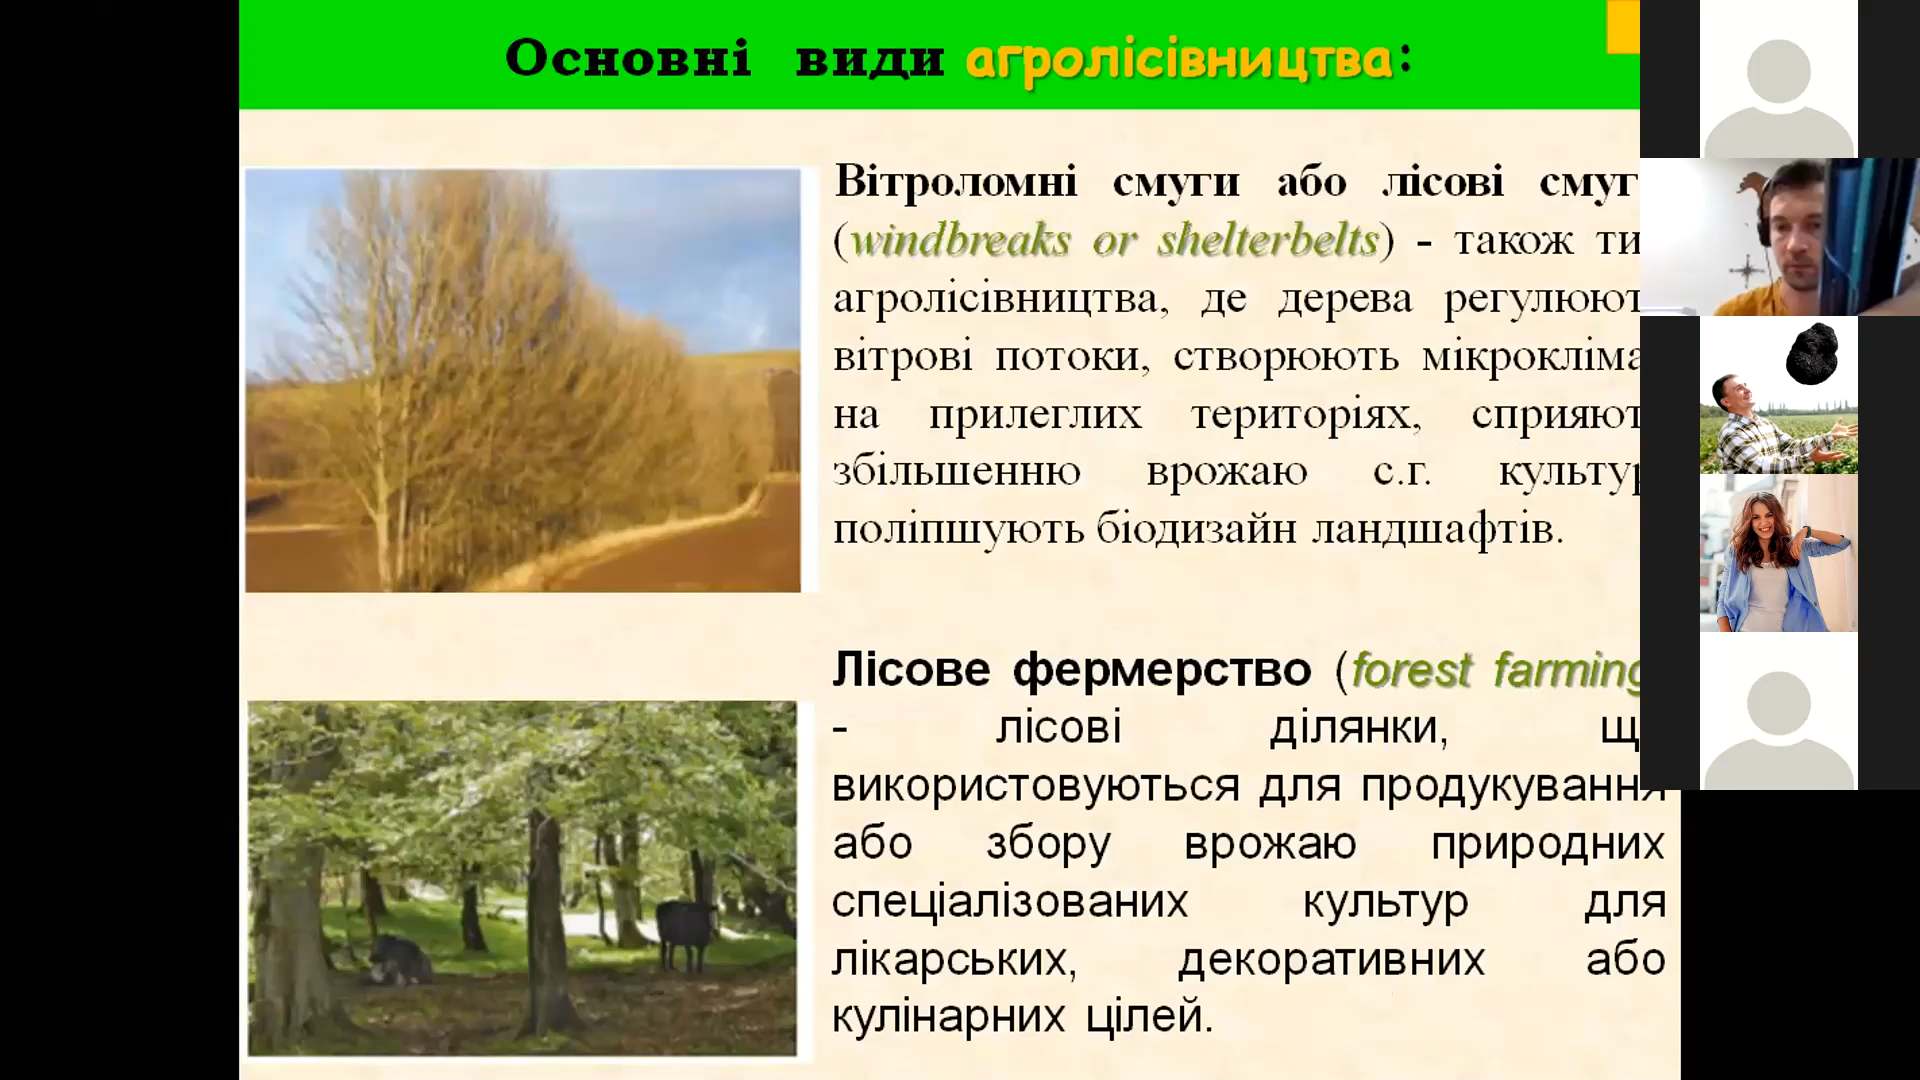 Основні види агролісівництва:
Вітроломні смуги або лісові смуг
(windbreaks or shelterbelts) - також ти
агролісівництва, де дерева регулюют
вітрові потоки, створюють мікрокліма
на прилеглих територіях, сприяют
збільшенню врожаю с.г. культур
поліпшують біодизайн ландшафтів.
Лісове фермерство (forest farming
- лісові ділянки, щ
використовуються для продукування
або збору врожаю природних
спеціалізованих культур для
лікарських, декоративних або
кулінарних цілей.